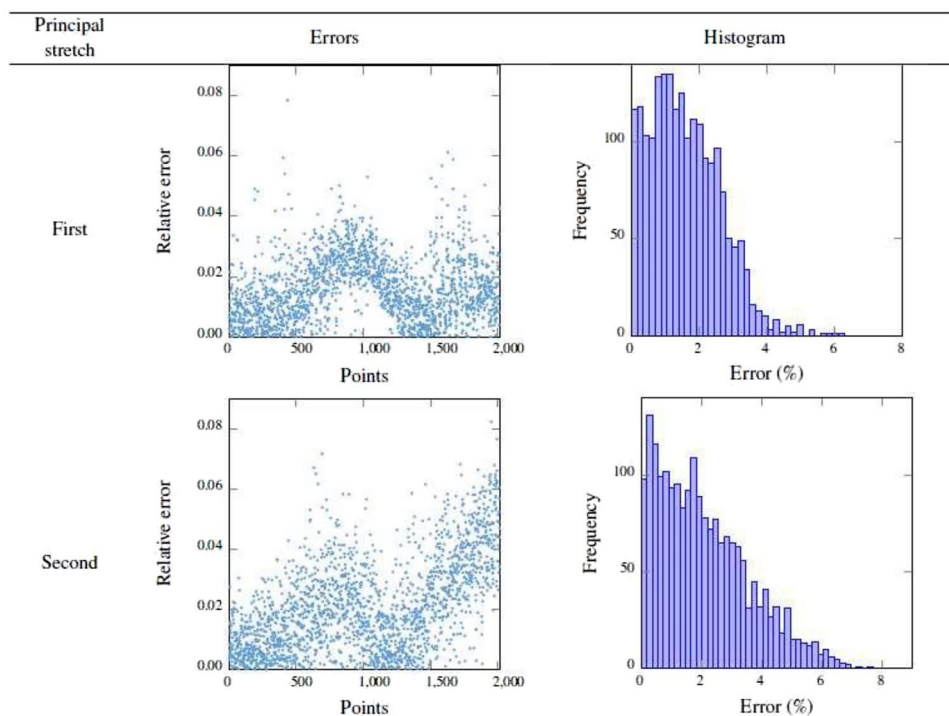 Principal
stretch
Errors
Histogram
First
Relative error
0.08
0.06
0.04
0.02
0.00
0
500
1,000
1,500
2,000
Points
Frequency
100
50
0
0
2
4
6
8
Error (%)
Second
Relative error
0.08
0.06
0.04
0.02
0.00
0
500
1,000
1,500
2,000
Points
Frequency
100
50
0
0
2
4
6
8
Error (%)